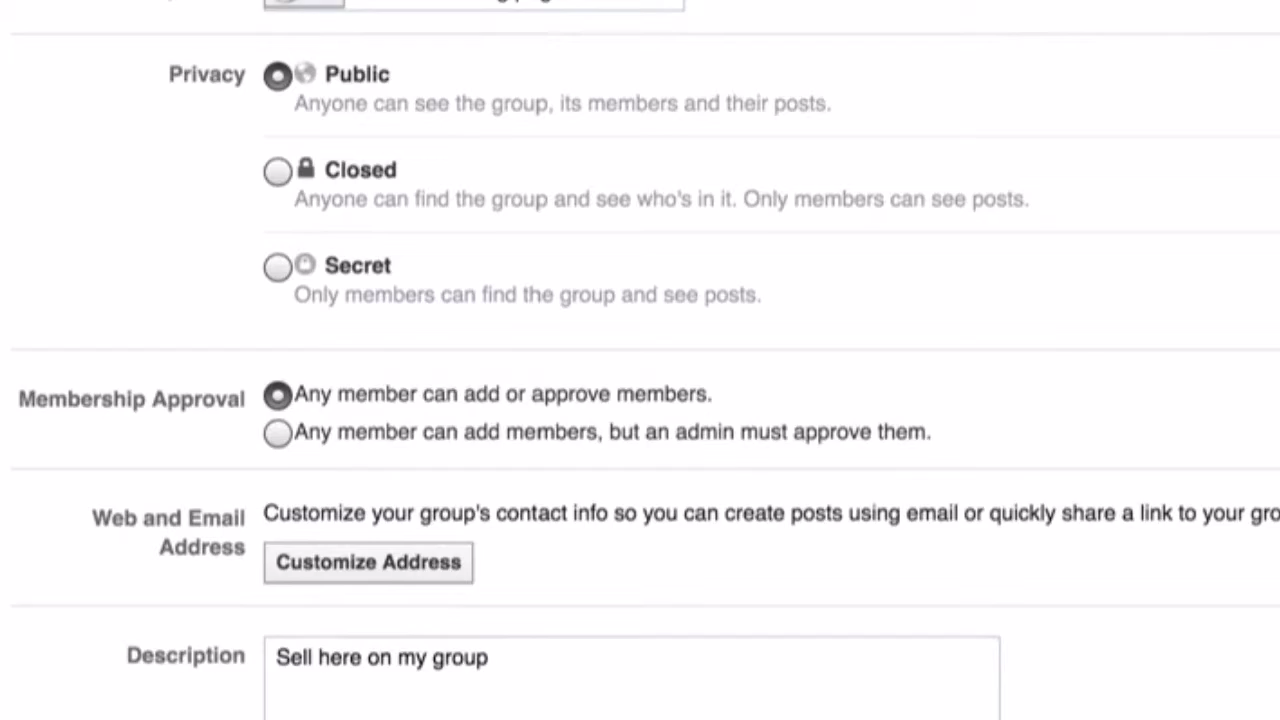 Privacy
Public
Anyone can see the group, its members and their posts.
Closed
Anyone can find the group and see who's in it. Only members can see posts.
Secret
Only members can find the group and see posts.
Membership Approval
Any member can add or approve members.
Any member can add members, but an admin must approve them.
Web and Email
Address
Customize your group's contact info so you can create posts using email or quickly share a link to your gro
Customize Address
Description
Sell here on my group